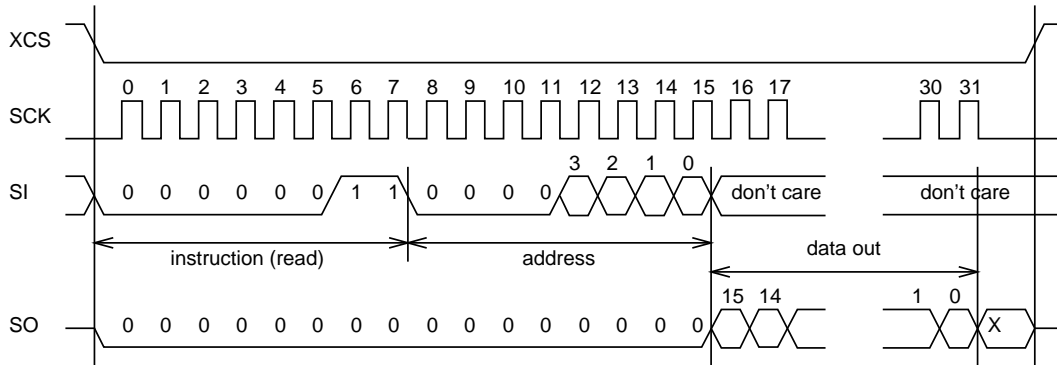 XCS
0 1 2 3 4 5 6 7 8 9 10 11 12 13 14 15 16 17 30 31
SCK
3 2 1 0
SI 0 0 0 0 0 0 1 1 0 0 0 0 don't care don't care
instruction (read) address data out
15 14 1 0
SO 0 0 0 0 0 0 0 0 0 0 0 0 0 0 0 0 X